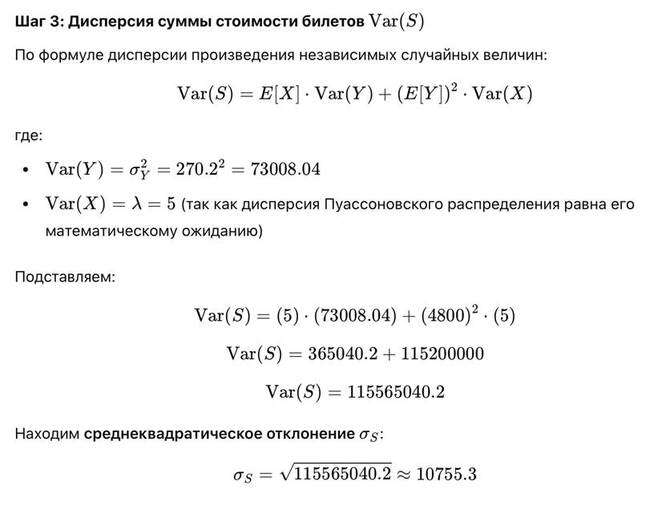 Шаг 3: Дисперсия суммы стоимости билетов Var(S)
По формуле дисперсии произведения независимых случайных величин:
Var(S) = E[X] · Var(Y) + (E[Y])² · Var(X)
где:
• Var(Y) = σ_Y² = 270.2² = 73008.04
• Var(X) = λ = 5 (так как дисперсия Пуассоновского распределения равна его
математическому ожиданию)
Подставляем:
Var(S) = (5) · (73008.04) + (4800)² · (5)
Var(S) = 365040.2 + 115200000
Var(S) = 115565040.2
Находим среднеквадратическое отклонение σ_S:
σ_S = √115565040.2 ≈ 10755.3